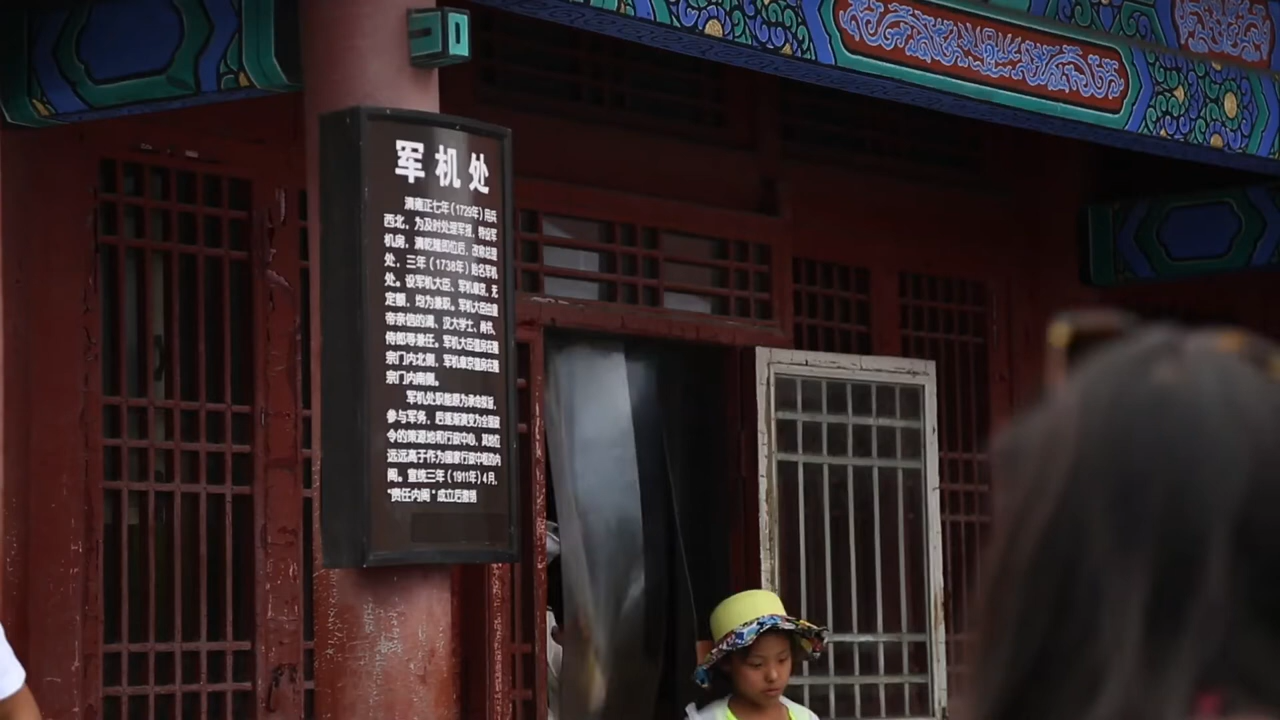 军机处
清雍正七年（1729年）用兵
西北，为及时处理军报，特设军
机房，清乾隆即位后，改称总理
处，三年（1738年）始名军机
处。设军机大臣、军机章京，无
定额，均为兼职。军机大臣由皇
帝亲信的满、汉大学士、尚书、
侍郎等兼任。军机大臣值房在隆
宗门内北侧，军机章京值房在隆
宗门内南侧。
军机处职能原为承命拟旨，
参与军务，后逐渐演变为全国政
令的策源地和行政中心，其地位
远远高于作为国家行政中枢的内
阁。宣统三年（1911年）4月，
“责任内阁”成立后撤销